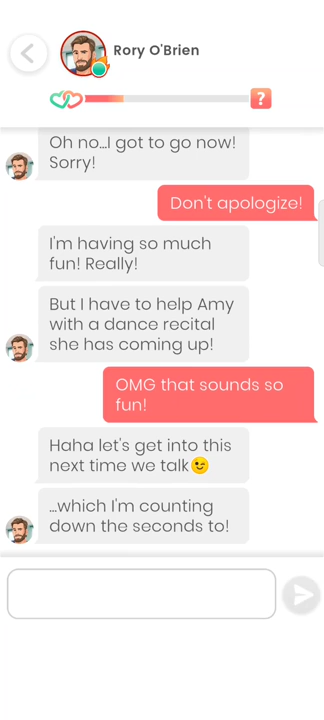 Rory O'Brien
?
Oh no...I got to go now!
Sorry!
Don't apologize!
I'm having so much
fun! Really!
But I have to help Amy
with a dance recital
she has coming up!
OMG that sounds so
fun!
Haha let's get into this
next time we talk😉
...which I'm counting
down the seconds to!